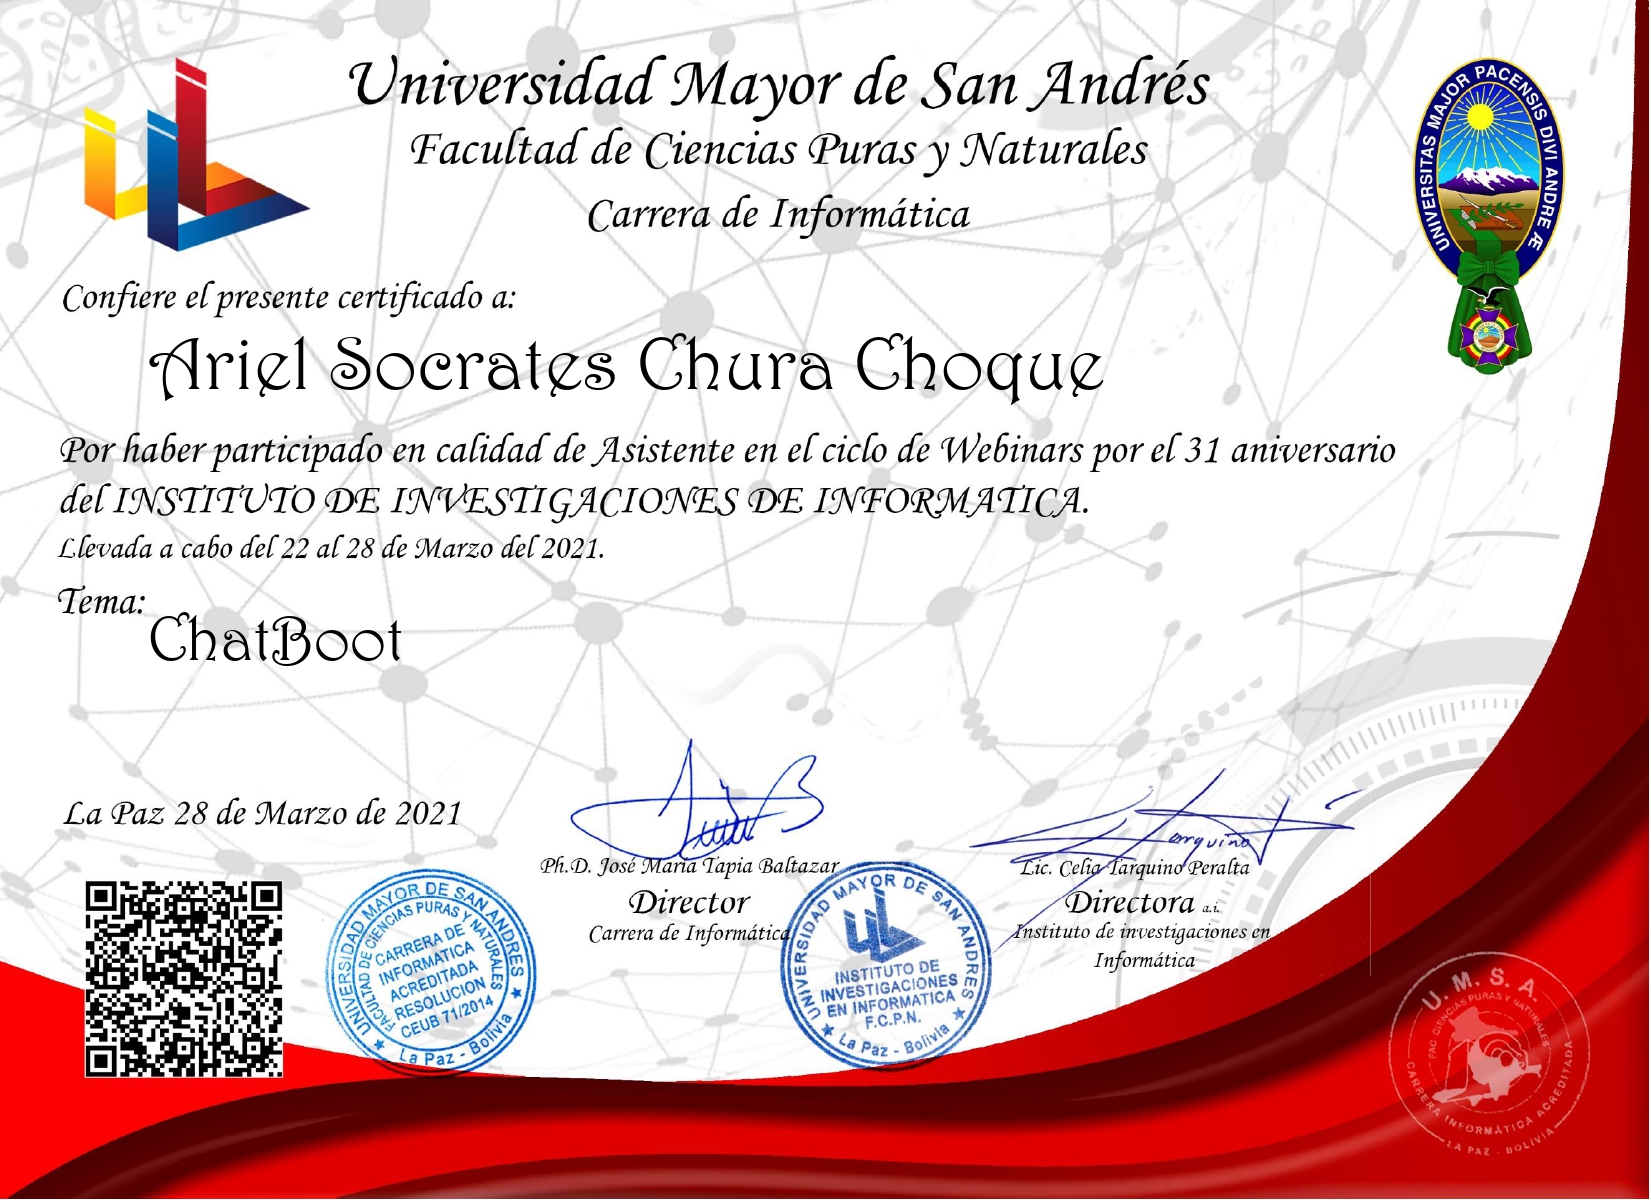 Universidad Mayor de San Andrés
Facultad de Ciencias Puras y Naturales
Carrera de Informática
UNIVERSITAS MAJOR PACENSIS DIVI ANDRE Æ
Confiere el presente certificado a:
Ariel Socrates Chura Choque
Por haber participado en calidad de Asistente en el ciclo de Webinars por el 31 aniversario
del INSTITUTO DE INVESTIGACIONES DE INFORMATICA.
Llevada a cabo del 22 al 28 de Marzo del 2021.
Tema:
ChatBoot
La Paz 28 de Marzo de 2021
Ph.D. José María Tapia Baltazar
Director
Carrera de Informática
Tarquino
Lic. Celia Tarquino Peralta
Directora a.i.
Instituto de investigaciones en
Informática
UNIVERSIDAD MAYOR DE SAN ANDRES
FACULTAD DE CIENCIAS PURAS Y NATURALES
CARRERA DE
INFORMATICA
ACREDITADA
RESOLUCION
CEUB 71/2014
La Paz - Bolivia
UNIVERSIDAD MAYOR DE SAN ANDRES
INSTITUTO DE
INVESTIGACIONES
EN INFORMATICA
F.C.P.N.
La Paz - Bolivia
U. M. S. A.
FAC. CIENCIAS PURAS Y NATURALES
CARRERA INFORMÁTICA ACREDITADA
LA PAZ - BOLIVIA